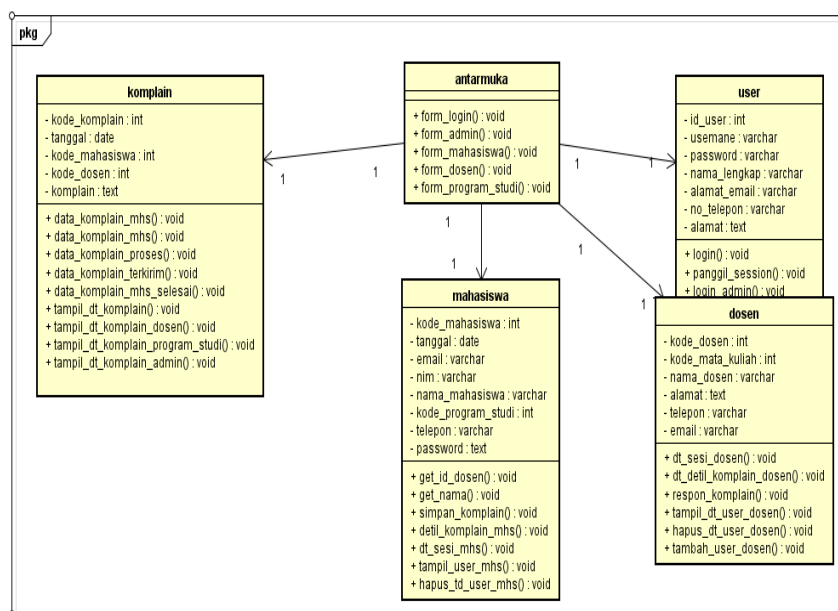 pkg
komplain
- kode_komplain : int
- tanggal : date
- kode_mahasiswa : int
- kode_dosen : int
- komplain : text
+ data_komplain_mhs() : void
+ data_komplain_mhs() : void
+ data_komplain_proses() : void
+ data_komplain_terkirim() : void
+ data_komplain_mhs_selesai() : void
+ tampil_dt_komplain() : void
+ tampil_dt_komplain_dosen() : void
+ tampil_dt_komplain_program_studi() : void
+ tampil_dt_komplain_admin() : void
antarmuka
+ form_login() : void
+ form_admin() : void
+ form_mahasiswa() : void
+ form_dosen() : void
+ form_program_studi() : void
user
- id_user : int
- usemane : varchar
- password : varchar
- nama_lengkap : varchar
- alamat_email : varchar
- no_telepon : varchar
- alamat : text
+ login() : void
+ panggil_session() : void
+ login_admin() : void
1
1
1
1
1
1
1
1
mahasiswa
- kode_mahasiswa : int
- tanggal : date
- email : varchar
- nim : varchar
- nama_mahasiswa : varchar
- kode_program_studi : int
- telepon : varchar
- password : text
+ get_id_dosen() : void
+ get_nama() : void
+ simpan_komplain() : void
+ detil_komplain_mhs() : void
+ dt_sesi_mhs() : void
+ tampil_user_mhs() : void
+ hapus_td_user_mhs() : void
dosen
- kode_dosen : int
- kode_mata_kuliah : int
- nama_dosen : varchar
- alamat : text
- telepon : varchar
- email : varchar
+ dt_sesi_dosen() : void
+ dt_detil_komplain_dosen() : void
+ respon_komplain() : void
+ tampil_dt_user_dosen() : void
+ hapus_dt_user_dosen() : void
+ tambah_user_dosen() : void